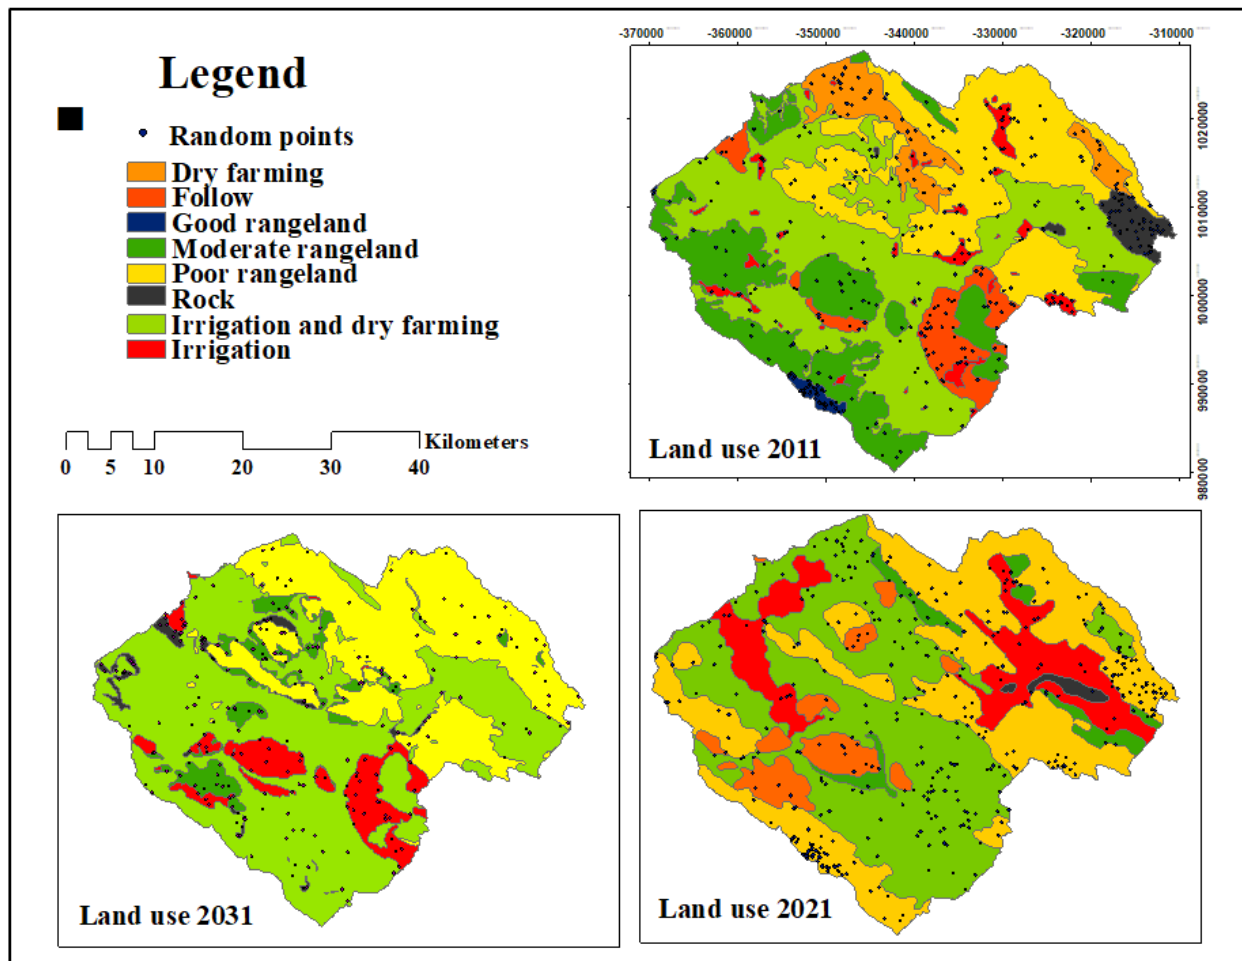 Legend
Random points
Dry farming
Follow
Good rangeland
Moderate rangeland
Poor rangeland
Rock
Irrigation and dry farming
Irrigation
Kilometers
0 5 10 20 30 40
-370000 -360000 -350000 -340000 -330000 -320000 -310000
1020000
1010000
1000000
990000
980000
Land use 2011
Land use 2031
Land use 2021